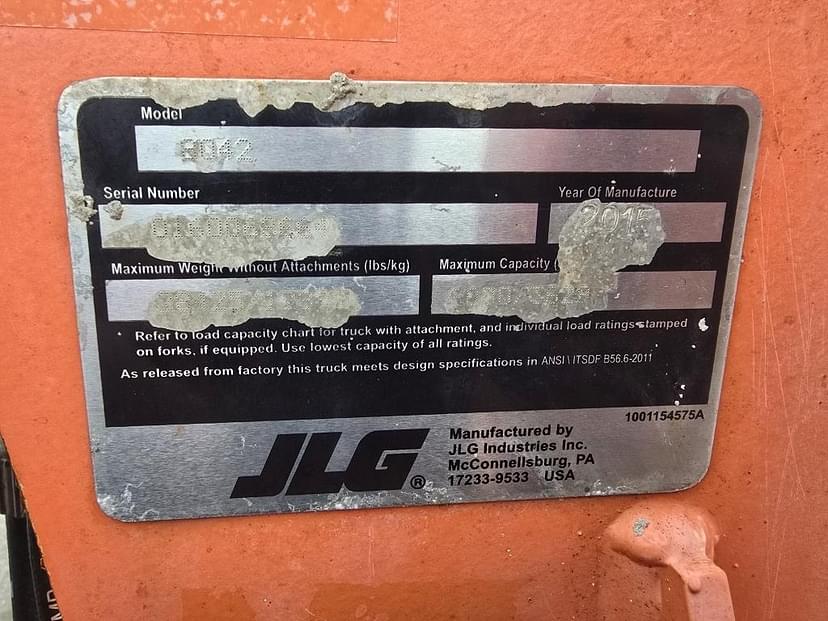 Model
8042
Serial Number
Year Of Manufacture
2015
Maximum Weight Without Attachments (lbs/kg)
Maximum Capacity (
* Refer to load capacity chart for truck with attachment, and individual load ratings stamped
on forks, if equipped. Use lowest capacity of all ratings.
As released from factory this truck meets design specifications in ANSI \ ITSDF B56.6-2011
1001154575A
JLG®
Manufactured by
JLG Industries Inc.
McConnellsburg, PA
17233-9533 USA